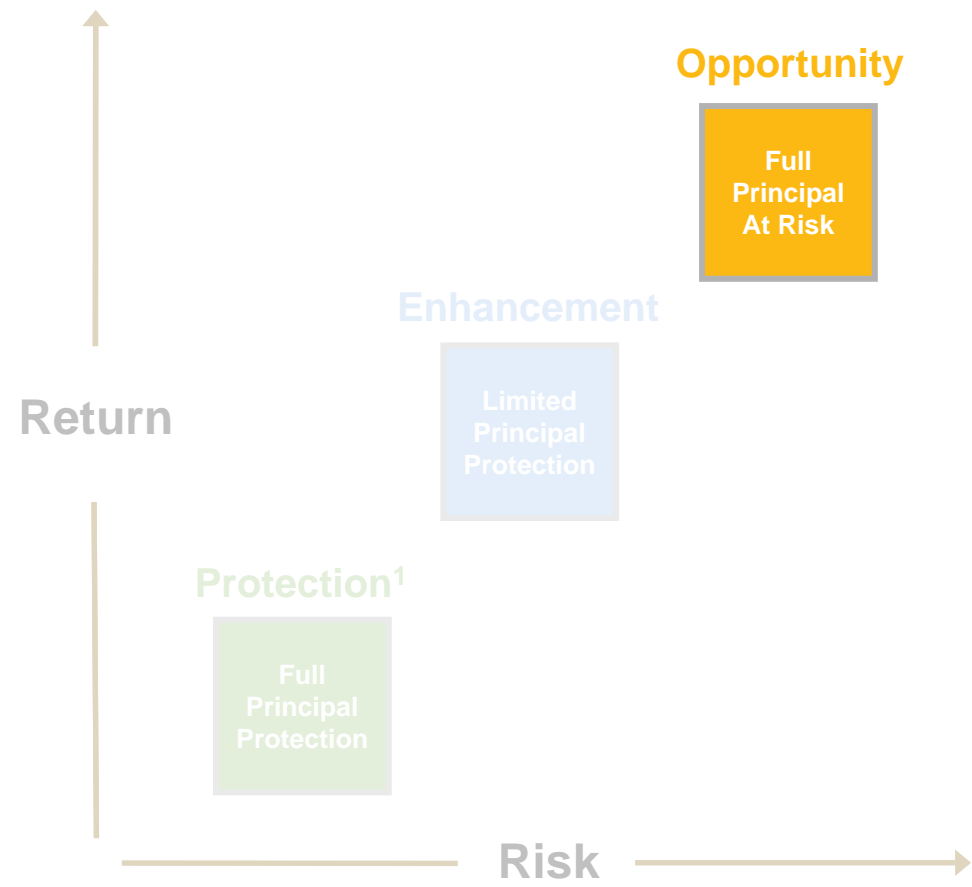 Opportunity
Full
Principal
At Risk
Enhancement
Limited
Principal
Protection
Return
Protection¹
Full
Principal
Protection
Risk